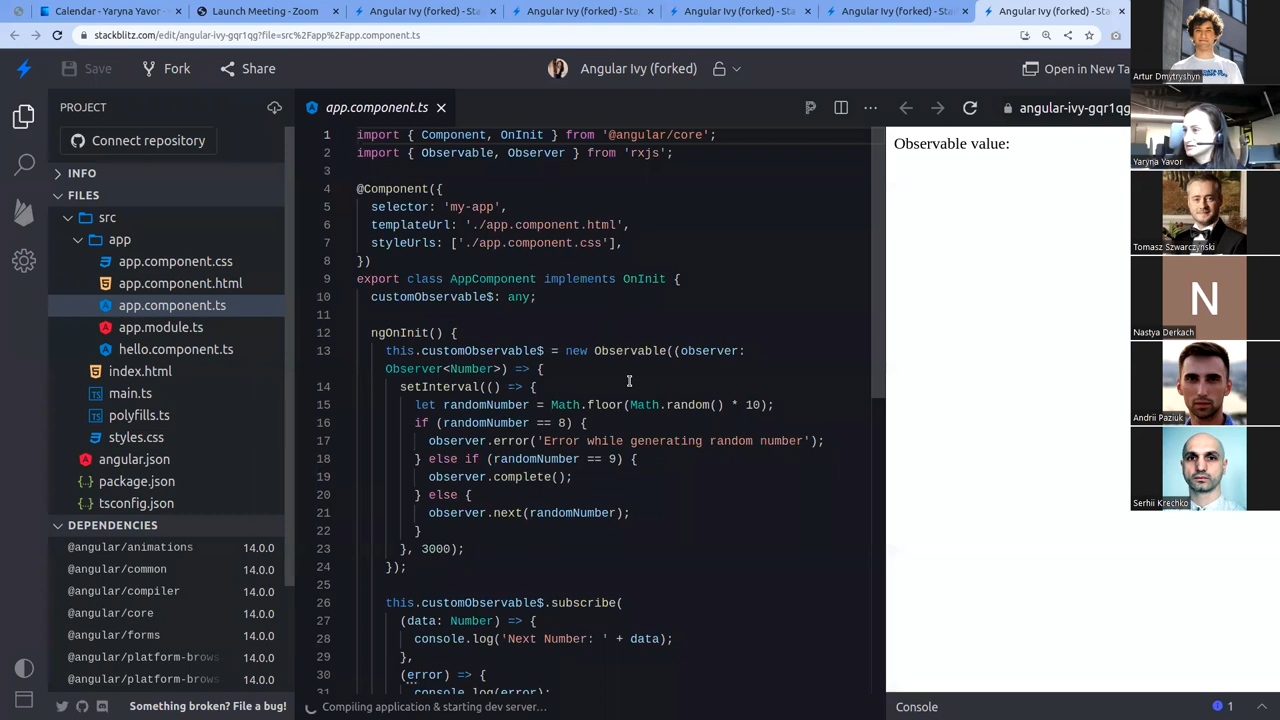 Calendar - Yaryna Yavor -
Launch Meeting - Zoom
Angular Ivy (forked) - Sta
Angular Ivy (forked) - Sta
Angular Ivy (forked) - Sta
Angular Ivy (forked) - Sta
Angular Ivy (forked) - Sta
stackblitz.com/edit/angular-ivy-gqr1qg?file=src%2Fapp%2Fapp.component.ts
Save
Fork
Share
Angular Ivy (forked)
Open in New Ta
PROJECT
Connect repository
INFO
FILES
src
app
app.component.css
app.component.html
app.component.ts
app.module.ts
hello.component.ts
index.html
main.ts
polyfills.ts
styles.css
angular.json
package.json
tsconfig.json
DEPENDENCIES
@angular/animations 14.0.0
@angular/common 14.0.0
@angular/compiler 14.0.0
@angular/core 14.0.0
@angular/forms 14.0.0
@angular/platform-brows 14.0.0
@angular/platform-brows 14.0.0
Something broken? File a bug!
app.component.ts
1 import { Component, OnInit } from '@angular/core';
2 import { Observable, Observer } from 'rxjs';
3
4 @Component({
5 selector: 'my-app',
6 templateUrl: './app.component.html',
7 styleUrls: ['./app.component.css'],
8 })
9 export class AppComponent implements OnInit {
10 customObservable$: any;
11
12 ngOnInit() {
13 this.customObservable$ = new Observable((observer:
Observer<Number>) => {
14 setInterval(() => {
15 let randomNumber = Math.floor(Math.random() * 10);
16 if (randomNumber == 8) {
17 observer.error('Error while generating random number');
18 } else if (randomNumber == 9) {
19 observer.complete();
20 } else {
21 observer.next(randomNumber);
22 }
23 }, 3000);
24 });
25
26 this.customObservable$.subscribe(
27 (data: Number) => {
28 console.log('Next Number: ' + data);
29 },
30 (error) => {
31 console.log(error);
Compiling application & starting dev server...
angular-ivy-gqr1qg
Observable value:
Console
1
Artur Dmytryshyn
Yaryna Yavor
Tomasz Szwarczyński
N
Nastya Derkach
Andrii Paziuk
Serhii Krechko